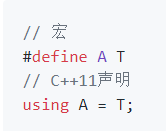 // 宏
#define A T
// C++11声明
using A = T;